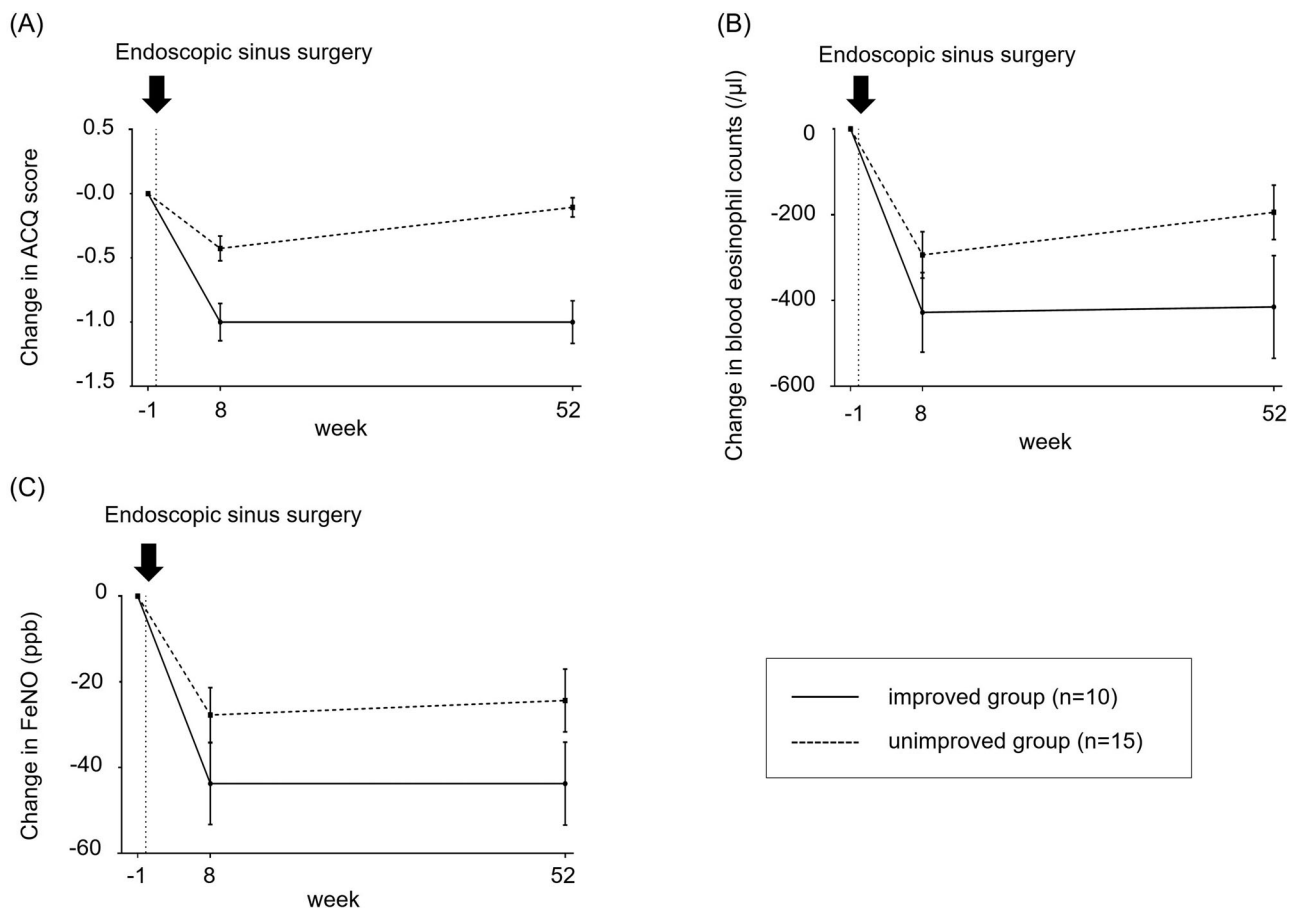 (A)
Endoscopic sinus surgery
Change in ACQ score
0.5
-0.0
-0.5
-1.0
-1.5
-1
8
52
week
(B)
Endoscopic sinus surgery
Change in blood eosinophil counts (/μl)
0
-200
-400
-600
-1
8
52
week
(C)
Endoscopic sinus surgery
Change in FeNO (ppb)
0
-20
-40
-60
-1
8
52
week
improved group (n=10)
unimproved group (n=15)